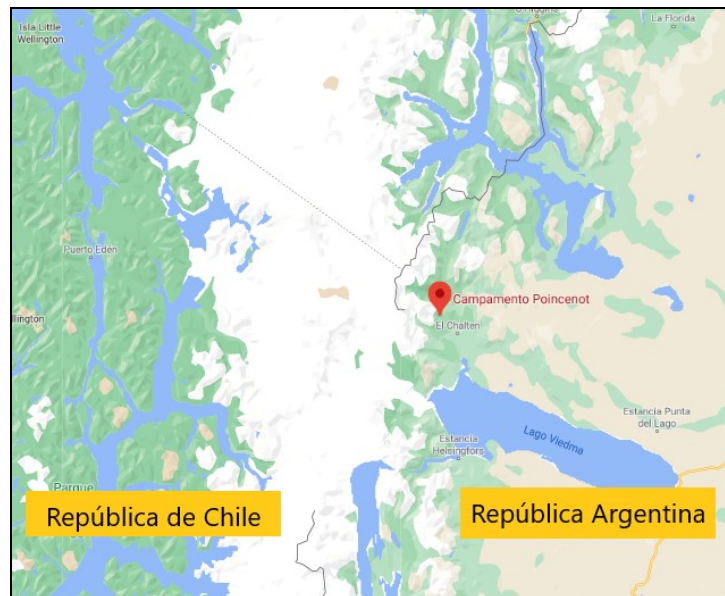 Isla Little
Wellington
La Florida
Puerto Edén
llington
Campamento Poincenot
El Chaltén
Estancia
Helsingfors
Lago Viedma
Estancia Punta
del Lago
Parque
República de Chile
República Argentina